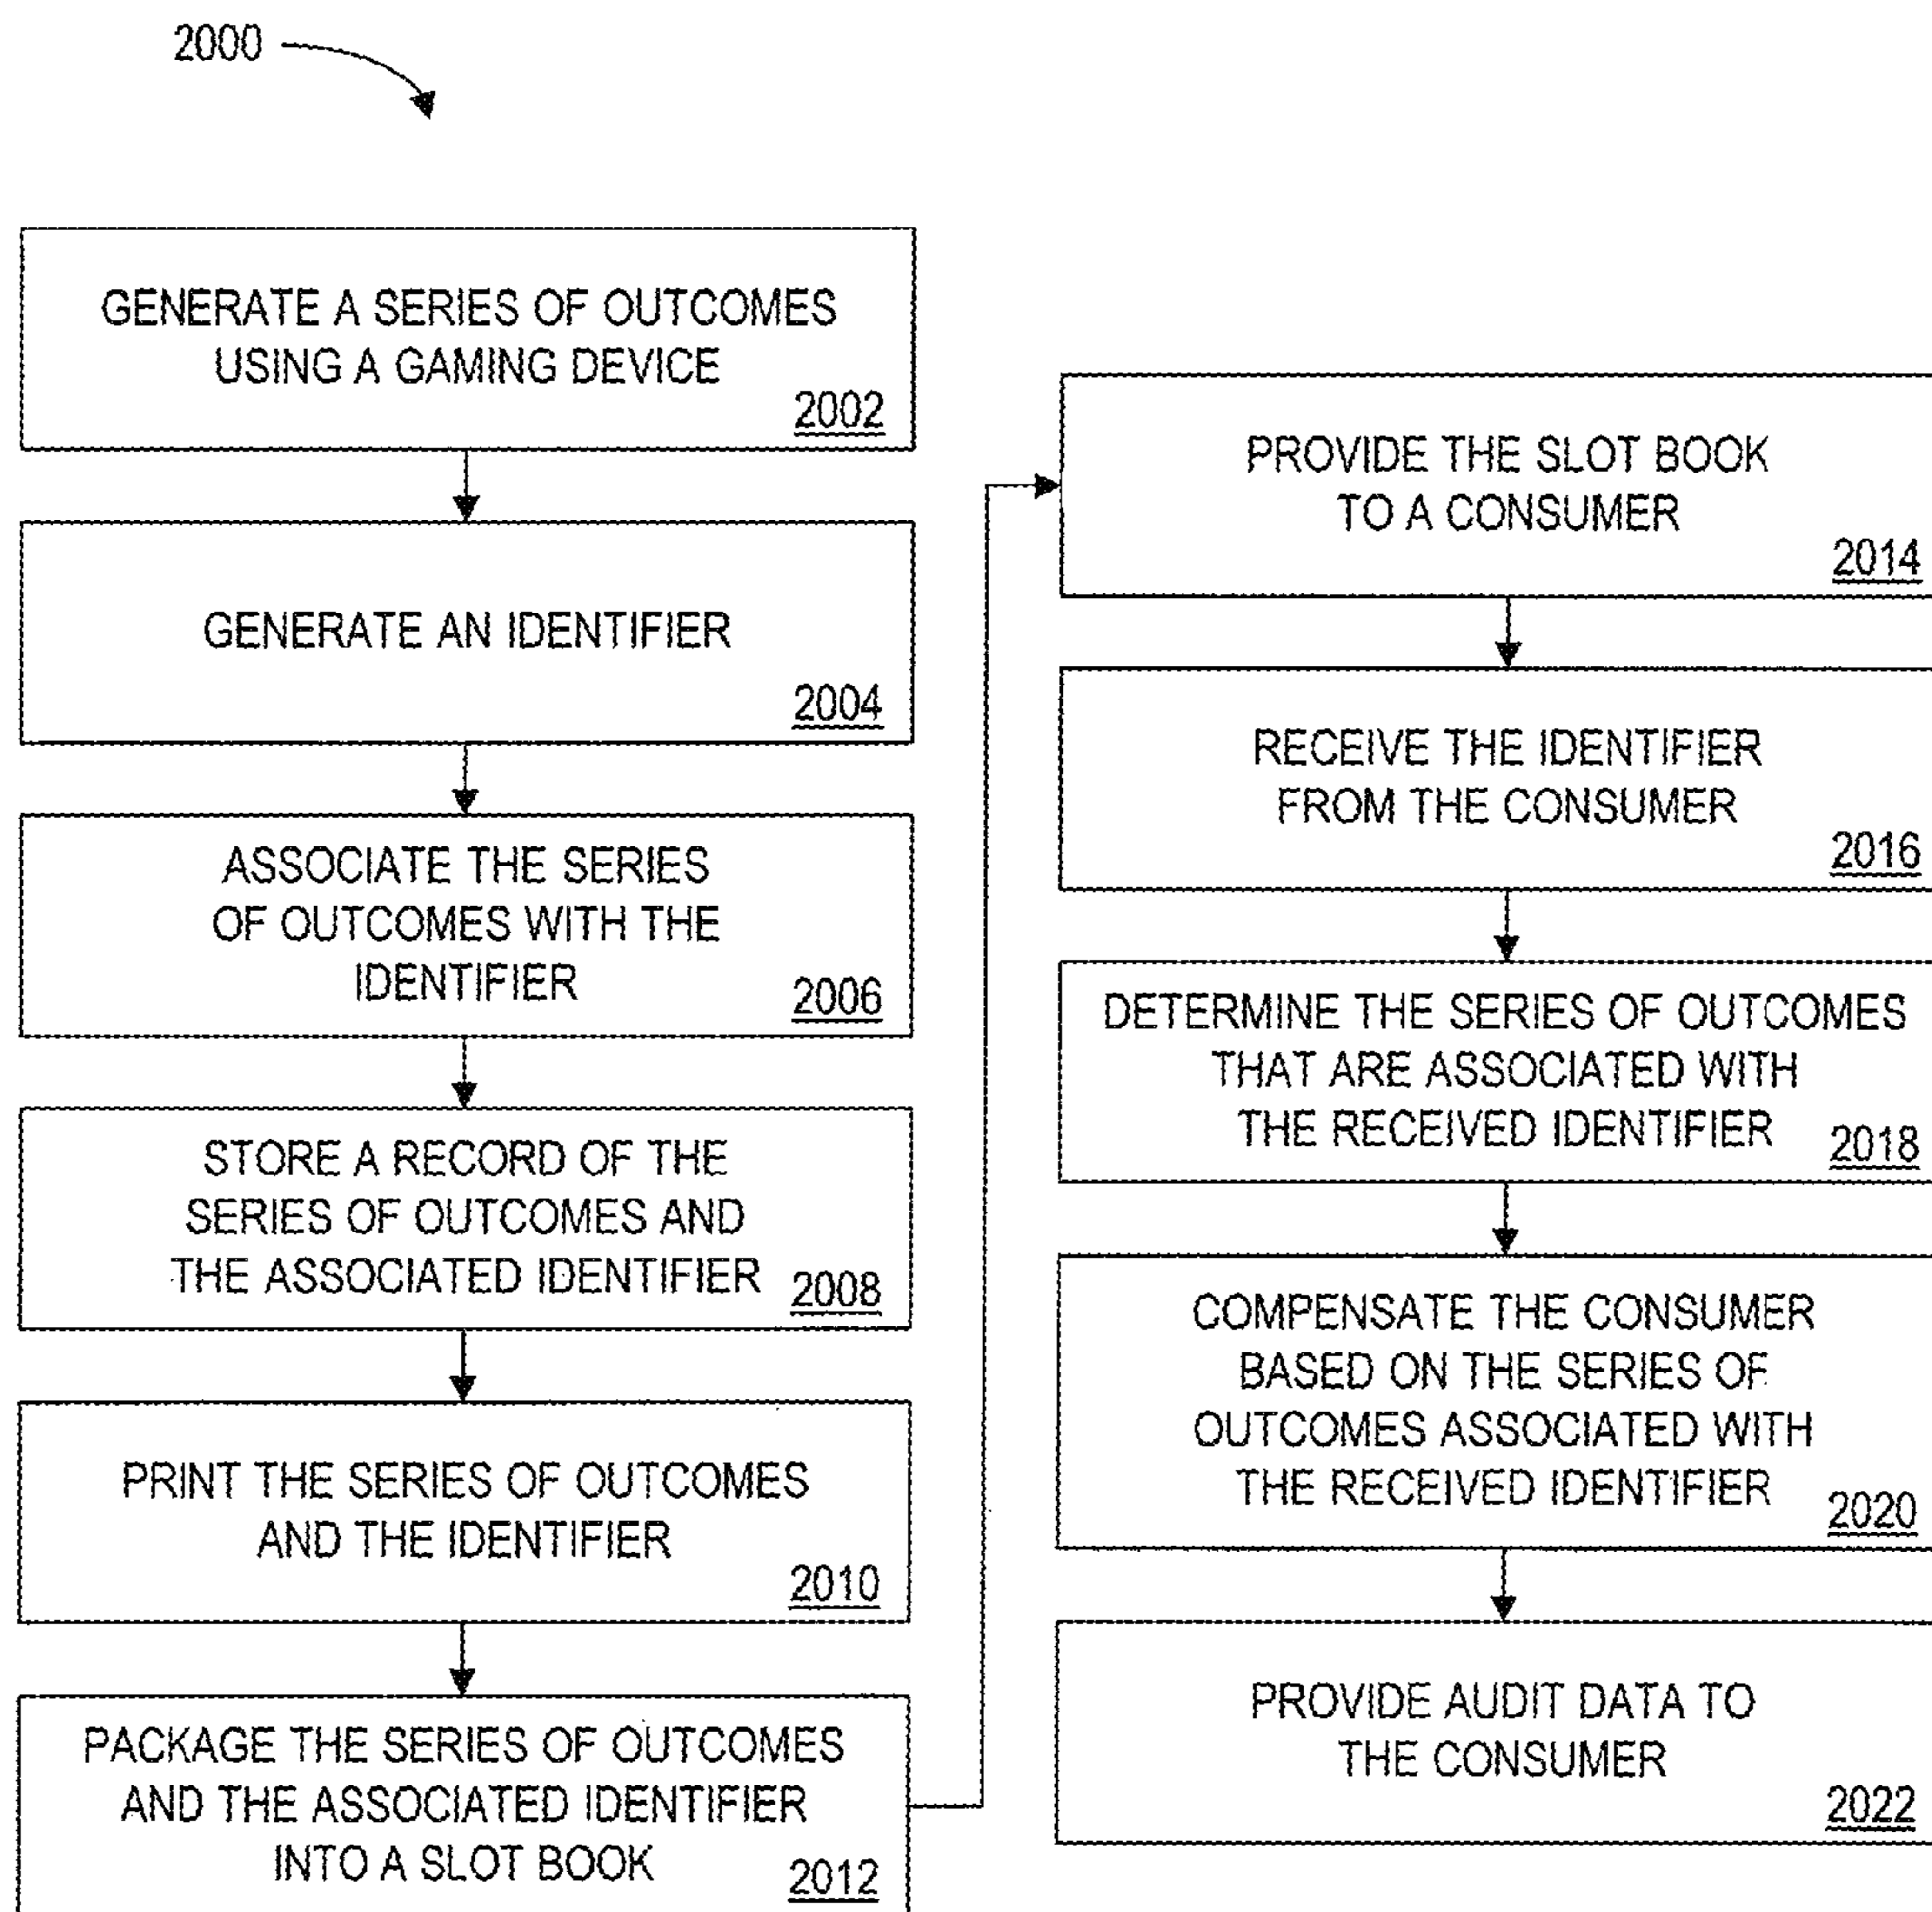 2000
GENERATE A SERIES OF OUTCOMES
USING A GAMING DEVICE
2002
GENERATE AN IDENTIFIER
2004
ASSOCIATE THE SERIES
OF OUTCOMES WITH THE
IDENTIFIER
2006
STORE A RECORD OF THE
SERIES OF OUTCOMES AND
THE ASSOCIATED IDENTIFIER
2008
PRINT THE SERIES OF OUTCOMES
AND THE IDENTIFIER
2010
PACKAGE THE SERIES OF OUTCOMES
AND THE ASSOCIATED IDENTIFIER
INTO A SLOT BOOK
2012
PROVIDE THE SLOT BOOK
TO A CONSUMER
2014
RECEIVE THE IDENTIFIER
FROM THE CONSUMER
2016
DETERMINE THE SERIES OF OUTCOMES
THAT ARE ASSOCIATED WITH
THE RECEIVED IDENTIFIER
2018
COMPENSATE THE CONSUMER
BASED ON THE SERIES OF
OUTCOMES ASSOCIATED WITH
THE RECEIVED IDENTIFIER
2020
PROVIDE AUDIT DATA TO
THE CONSUMER
2022